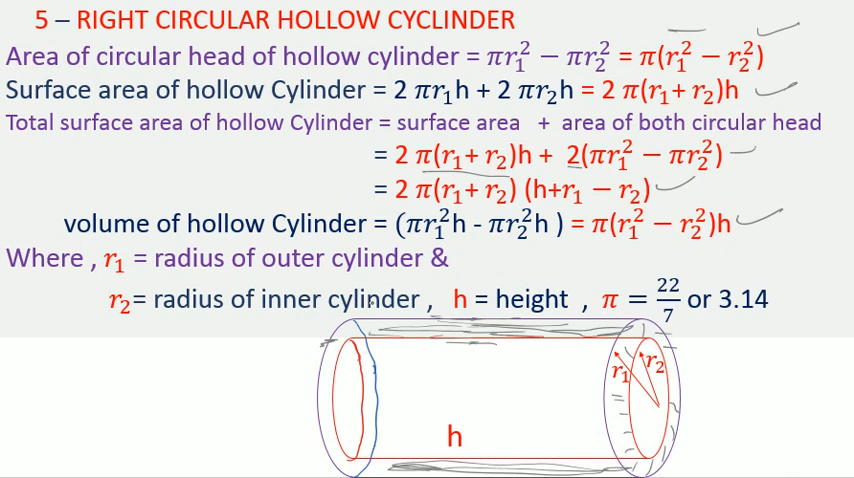 5 – RIGHT CIRCULAR HOLLOW CYCLINDER
Area of circular head of hollow cylinder = πr₁² − πr₂² = π(r₁² − r₂²)
Surface area of hollow Cylinder = 2 πr₁h + 2 πr₂h = 2 π(r₁+ r₂)h
Total surface area of hollow Cylinder = surface area + area of both circular head
= 2 π(r₁+ r₂)h + 2(πr₁² − πr₂²)
= 2 π(r₁+ r₂) (h+r₁ − r₂)
volume of hollow Cylinder = (πr₁²h - πr₂²h ) = π(r₁² − r₂²)h
Where , r₁ = radius of outer cylinder &
r₂= radius of inner cylinder , h = height , π = 22/7 or 3.14
r₁ r₂
h